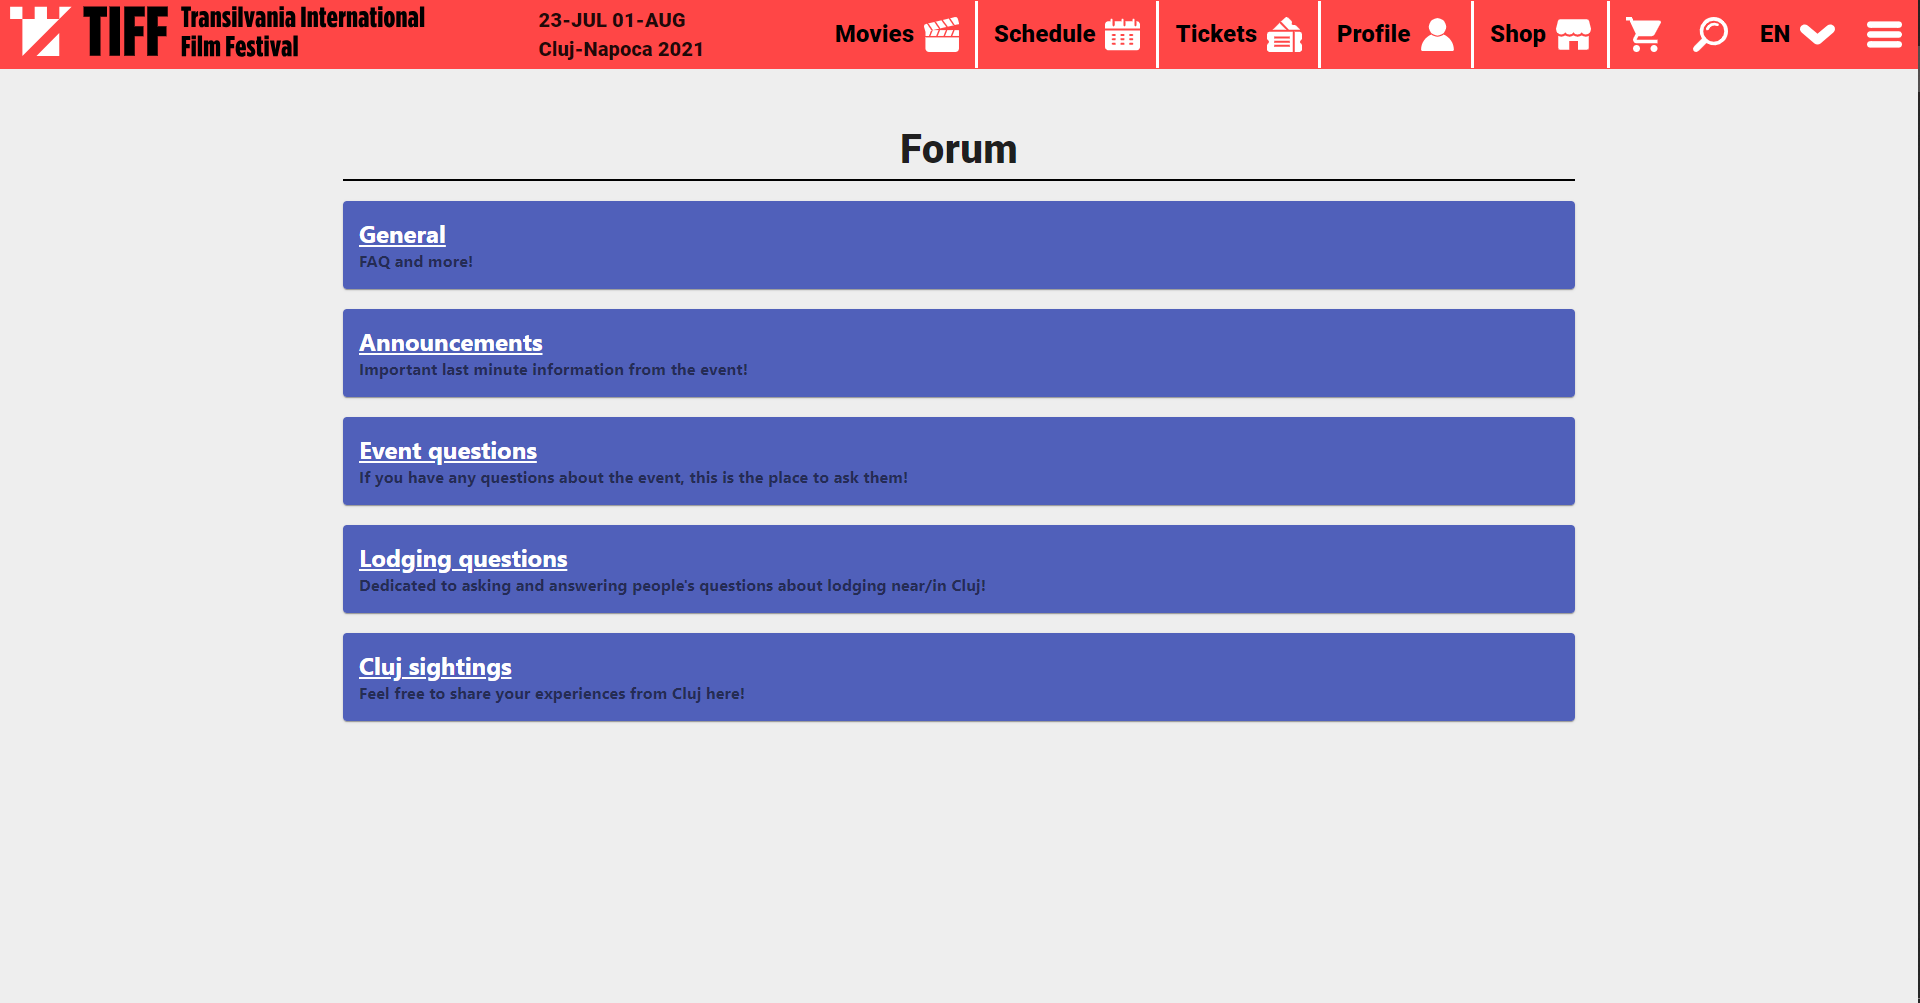 TIFF Transilvania International
Film Festival
23-JUL 01-AUG
Cluj-Napoca 2021
Movies
Schedule
Tickets
Profile
Shop
EN
Forum
General
FAQ and more!
Announcements
Important last minute information from the event!
Event questions
If you have any questions about the event, this is the place to ask them!
Lodging questions
Dedicated to asking and answering people's questions about lodging near/in Cluj!
Cluj sightings
Feel free to share your experiences from Cluj here!